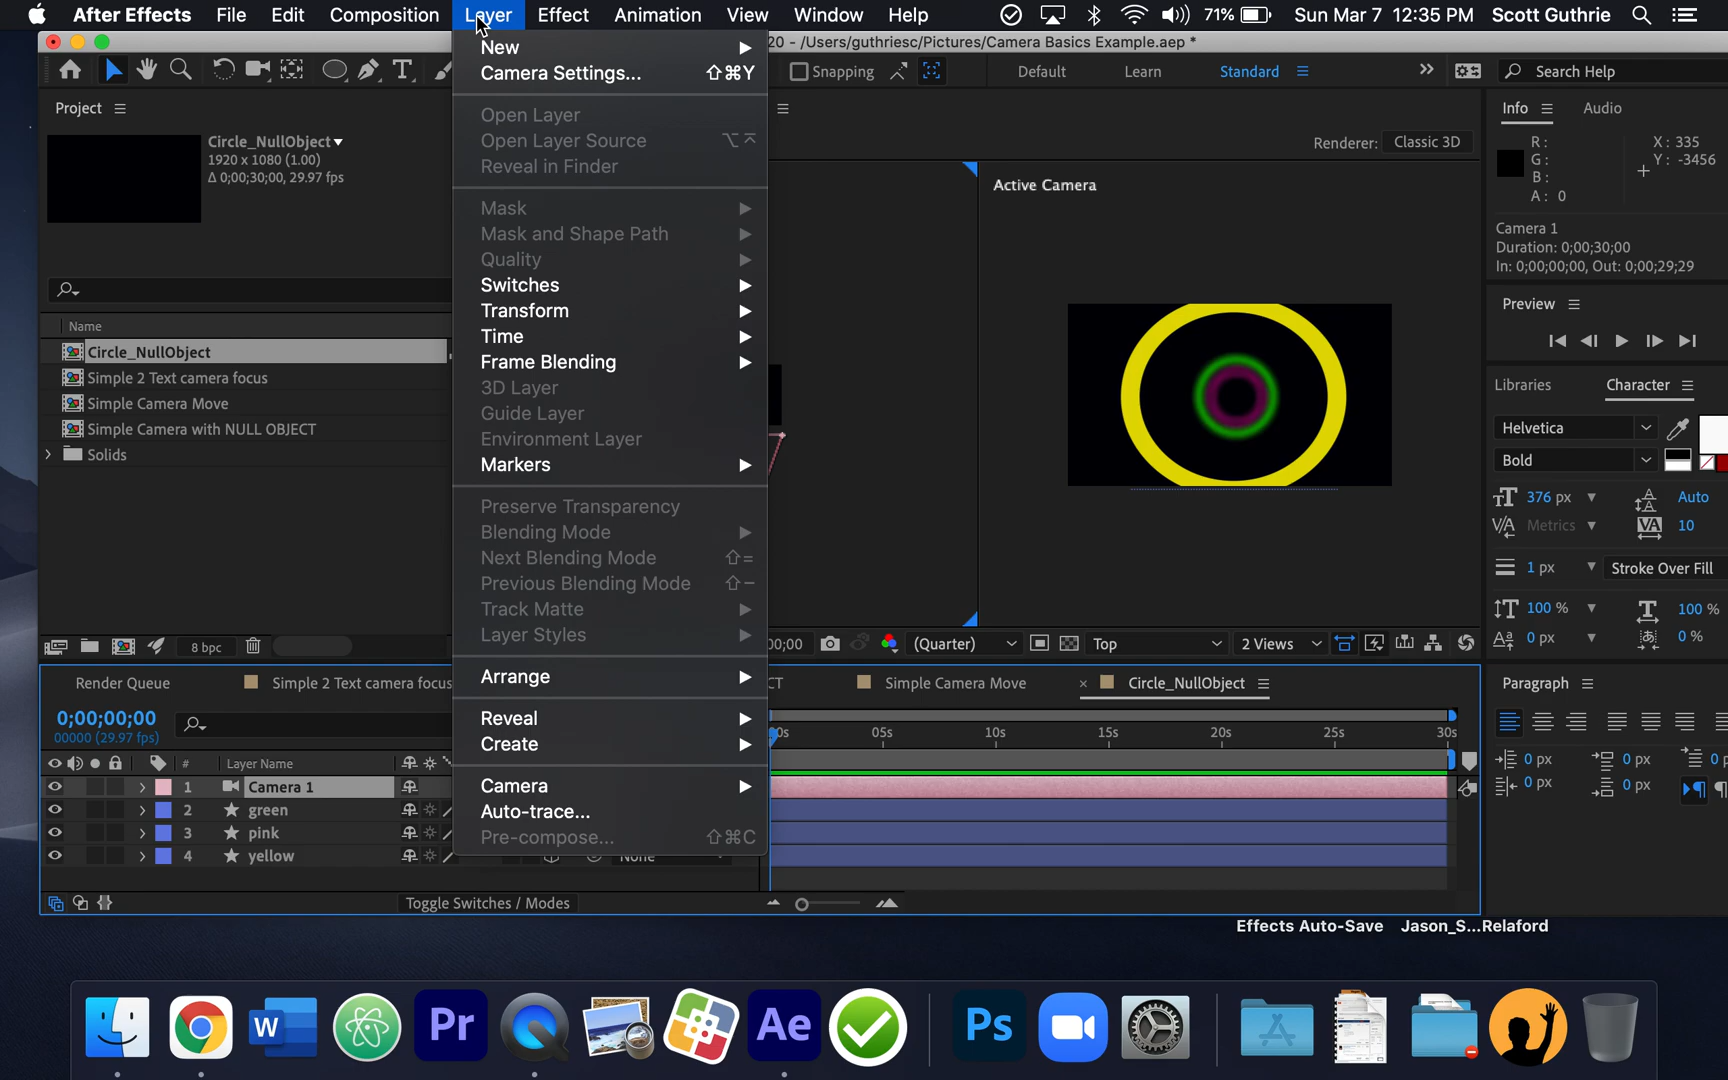 After Effects File Edit Composition Layer Effect Animation View Window Help 71% Sun Mar 7 12:35 PM Scott Guthrie
20 - /Users/guthriesc/Pictures/Camera Basics Example.aep *
Snapping Default Learn Standard Search Help
New
Camera Settings... ⇧⌘Y
Open Layer
Open Layer Source
Reveal in Finder
Mask
Mask and Shape Path
Quality
Switches
Transform
Time
Frame Blending
3D Layer
Guide Layer
Environment Layer
Markers
Preserve Transparency
Blending Mode
Next Blending Mode ⇧=
Previous Blending Mode ⇧-
Track Matte
Layer Styles
Arrange
Reveal
Create
Camera
Auto-trace...
Pre-compose... ⇧⌘C
Project
Circle_NullObject
1920 x 1080 (1.00)
Δ 0;00;30;00, 29.97 fps
Name
Circle_NullObject
Simple 2 Text camera focus
Simple Camera Move
Simple Camera with NULL OBJECT
Solids
8 bpc
Renderer: Classic 3D
Active Camera
00;00 (Quarter) Top 2 Views
Info Audio
R: X: 335
G: Y: -3456
B:
A: 0
Camera 1
Duration: 0;00;30;00
In: 0;00;00;00, Out: 0;00;29;29
Preview
Libraries Character
Helvetica
Bold
376 px Auto
Metrics 10
1 px Stroke Over Fill
100 % 100 %
0 px 0 %
Paragraph
0 px 0 px 0 p
0 px 0 px
Render Queue Simple 2 Text camera focus CT Simple Camera Move × Circle_NullObject
0;00;00;00
00000 (29.97 fps)
05s 10s 15s 20s 25s 30s
# Layer Name
1 Camera 1
2 green
3 pink
4 yellow
None
Toggle Switches / Modes
Effects Auto-Save Jason_S...Relaford
W Pr Ae Ps